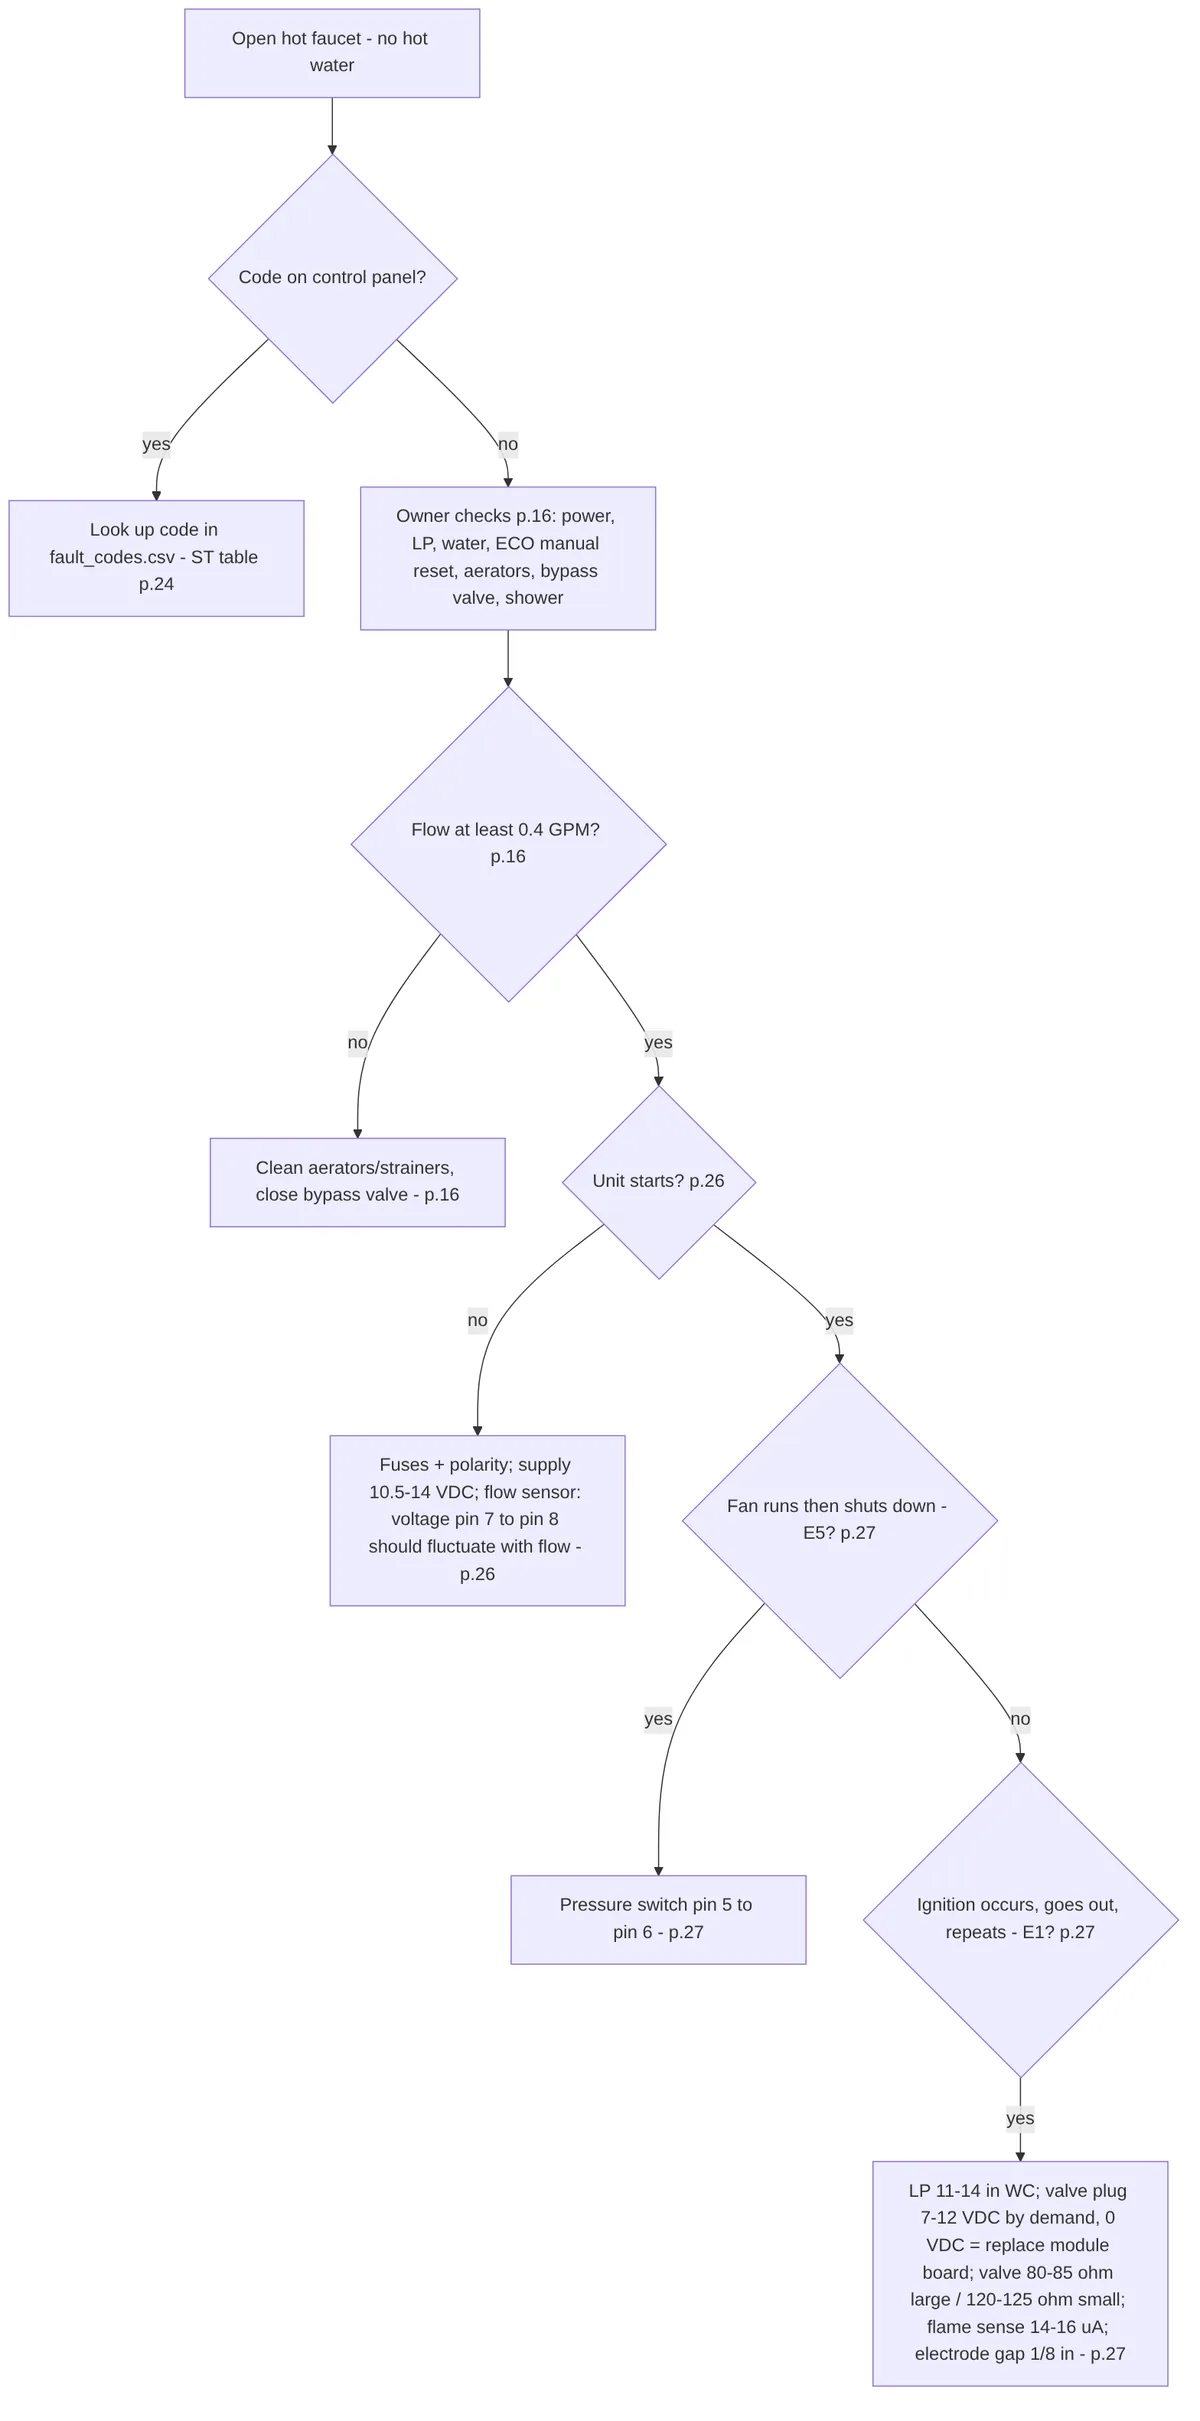 Open hot faucet - no hot
water
Code on control panel?
yes
no
Look up code in
fault_codes.csv - ST table
p.24
Owner checks p.16: power,
LP, water, ECO manual
reset, aerators, bypass
valve, shower
Flow at least 0.4 GPM?
p.16
no
yes
Clean aerators/strainers,
close bypass valve - p.16
Unit starts? p.26
no
yes
Fuses + polarity; supply
10.5-14 VDC; flow sensor:
voltage pin 7 to pin 8
should fluctuate with flow -
p.26
Fan runs then shuts down -
E5? p.27
yes
no
Pressure switch pin 5 to
pin 6 - p.27
Ignition occurs, goes out,
repeats - E1? p.27
yes
LP 11-14 in WC; valve plug
7-12 VDC by demand, 0
VDC = replace module
board; valve 80-85 ohm
large / 120-125 ohm small;
flame sense 14-16 uA;
electrode gap 1/8 in - p.27